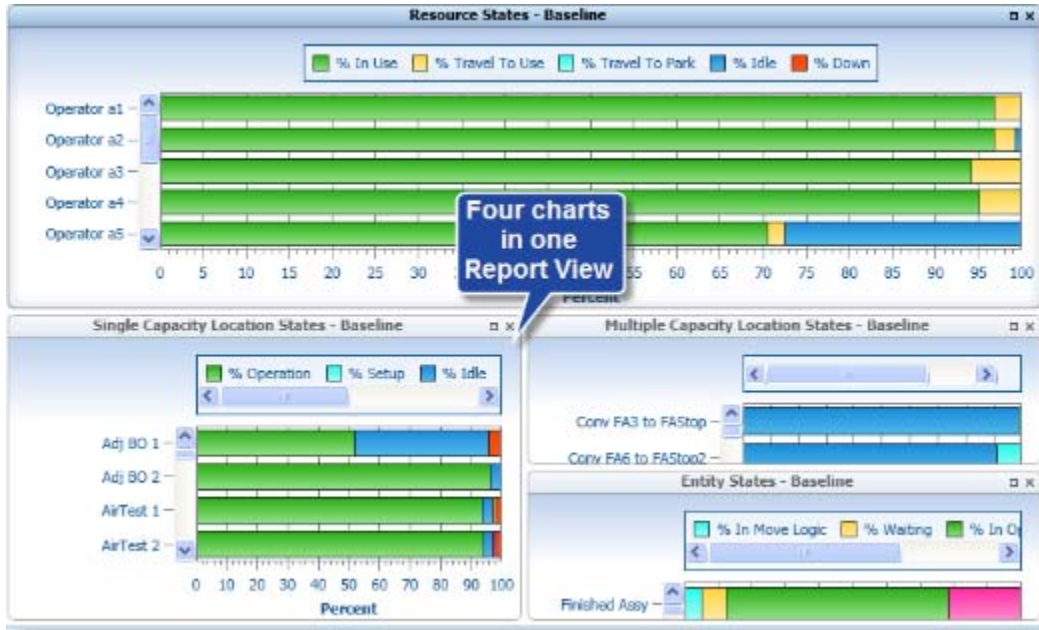 Resource States - Baseline
% In Use % Travel To Use % Travel To Park % Idle % Down
Operator a1
Operator a2
Operator a3
Operator a4
Operator a5
0 5 10 15 20 25 30 60 65 70 75 80 85 90 95 100
Percent
Four charts
in one
Report View
Single Capacity Location States - Baseline
% Operation % Setup % Idle
Adj BO 1
Adj BO 2
AirTest 1
AirTest 2
0 10 20 30 40 50 60 70 80 90 100
Percent
Multiple Capacity Location States - Baseline
Conv FA3 to FAStop
Conv FA6 to FAStop2
Entity States - Baseline
% In Move Logic % Waiting % In O
Finished Assy